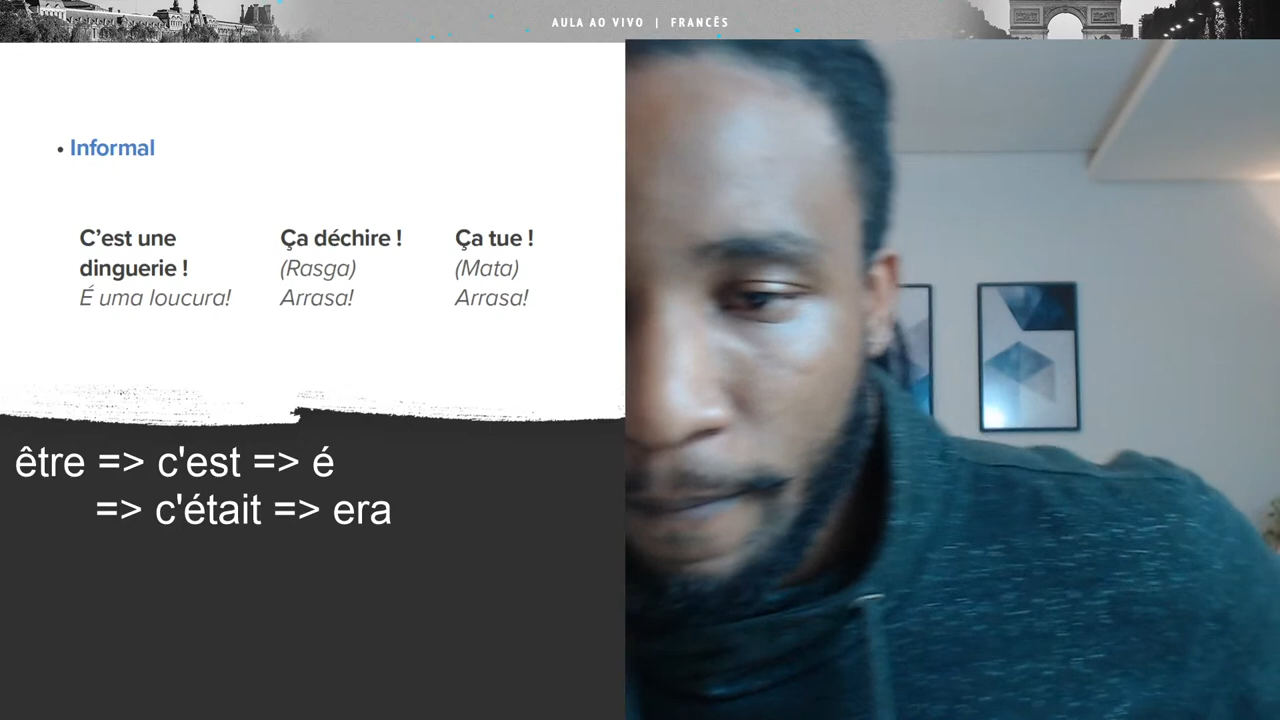 AULA AO VIVO | FRANCÊS
• Informal
C'est une
dinguerie !
É uma loucura!
Ça déchire !
(Rasga)
Arrasa!
Ça tue !
(Mata)
Arrasa!
être => c'est => é
=> c'était => era